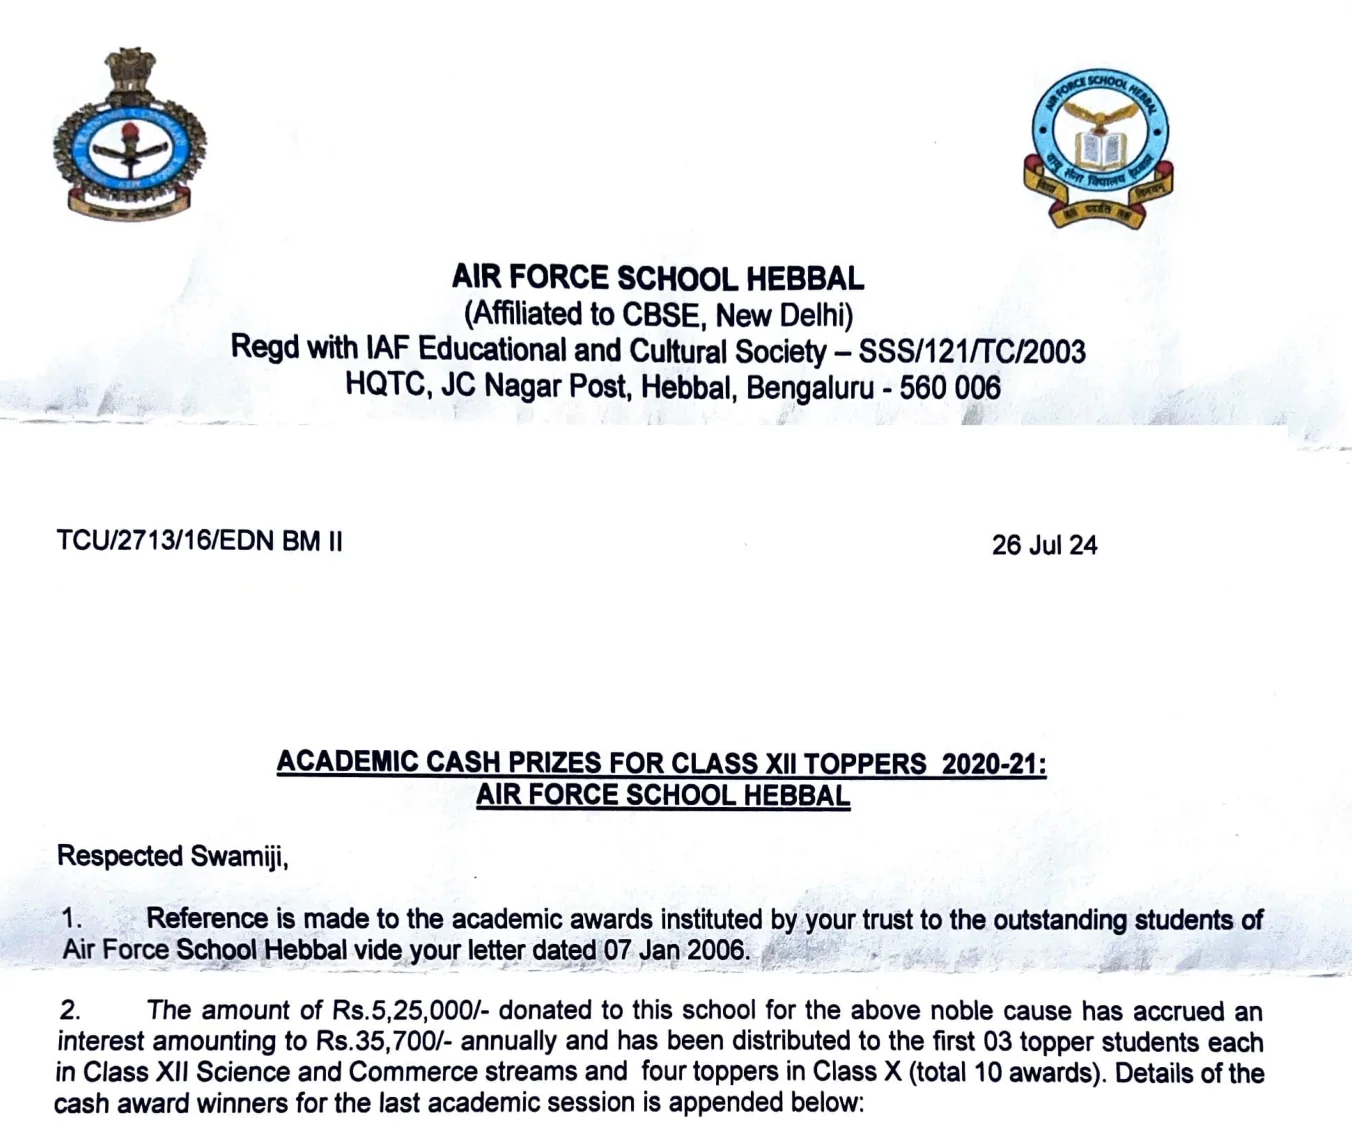 AIR FORCE SCHOOL HEBBAL
वायु सेना विद्यालय हेब्बाल
AIR FORCE SCHOOL HEBBAL
(Affiliated to CBSE, New Delhi)
Regd with IAF Educational and Cultural Society – SSS/121/TC/2003
HQTC, JC Nagar Post, Hebbal, Bengaluru - 560 006
TCU/2713/16/EDN BM II
26 Jul 24
ACADEMIC CASH PRIZES FOR CLASS XII TOPPERS 2020-21:
AIR FORCE SCHOOL HEBBAL
Respected Swamiji,
1. Reference is made to the academic awards instituted by your trust to the outstanding students of
Air Force School Hebbal vide your letter dated 07 Jan 2006.
2. The amount of Rs.5,25,000/- donated to this school for the above noble cause has accrued an
interest amounting to Rs.35,700/- annually and has been distributed to the first 03 topper students each
in Class XII Science and Commerce streams and four toppers in Class X (total 10 awards). Details of the
cash award winners for the last academic session is appended below: